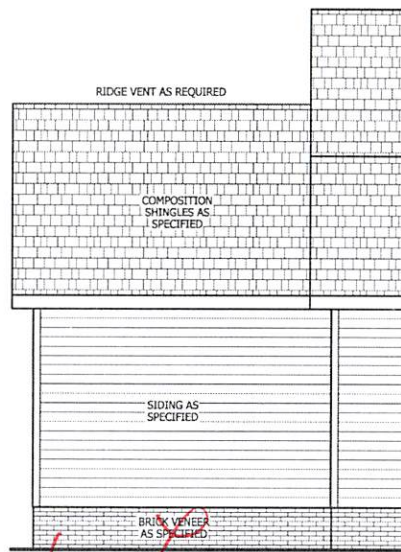 RIDGE VENT AS REQUIRED
COMPOSITION
SHINGLES AS
SPECIFIED
SIDING AS
SPECIFIED
BRICK VENEER
AS SPECIFIED